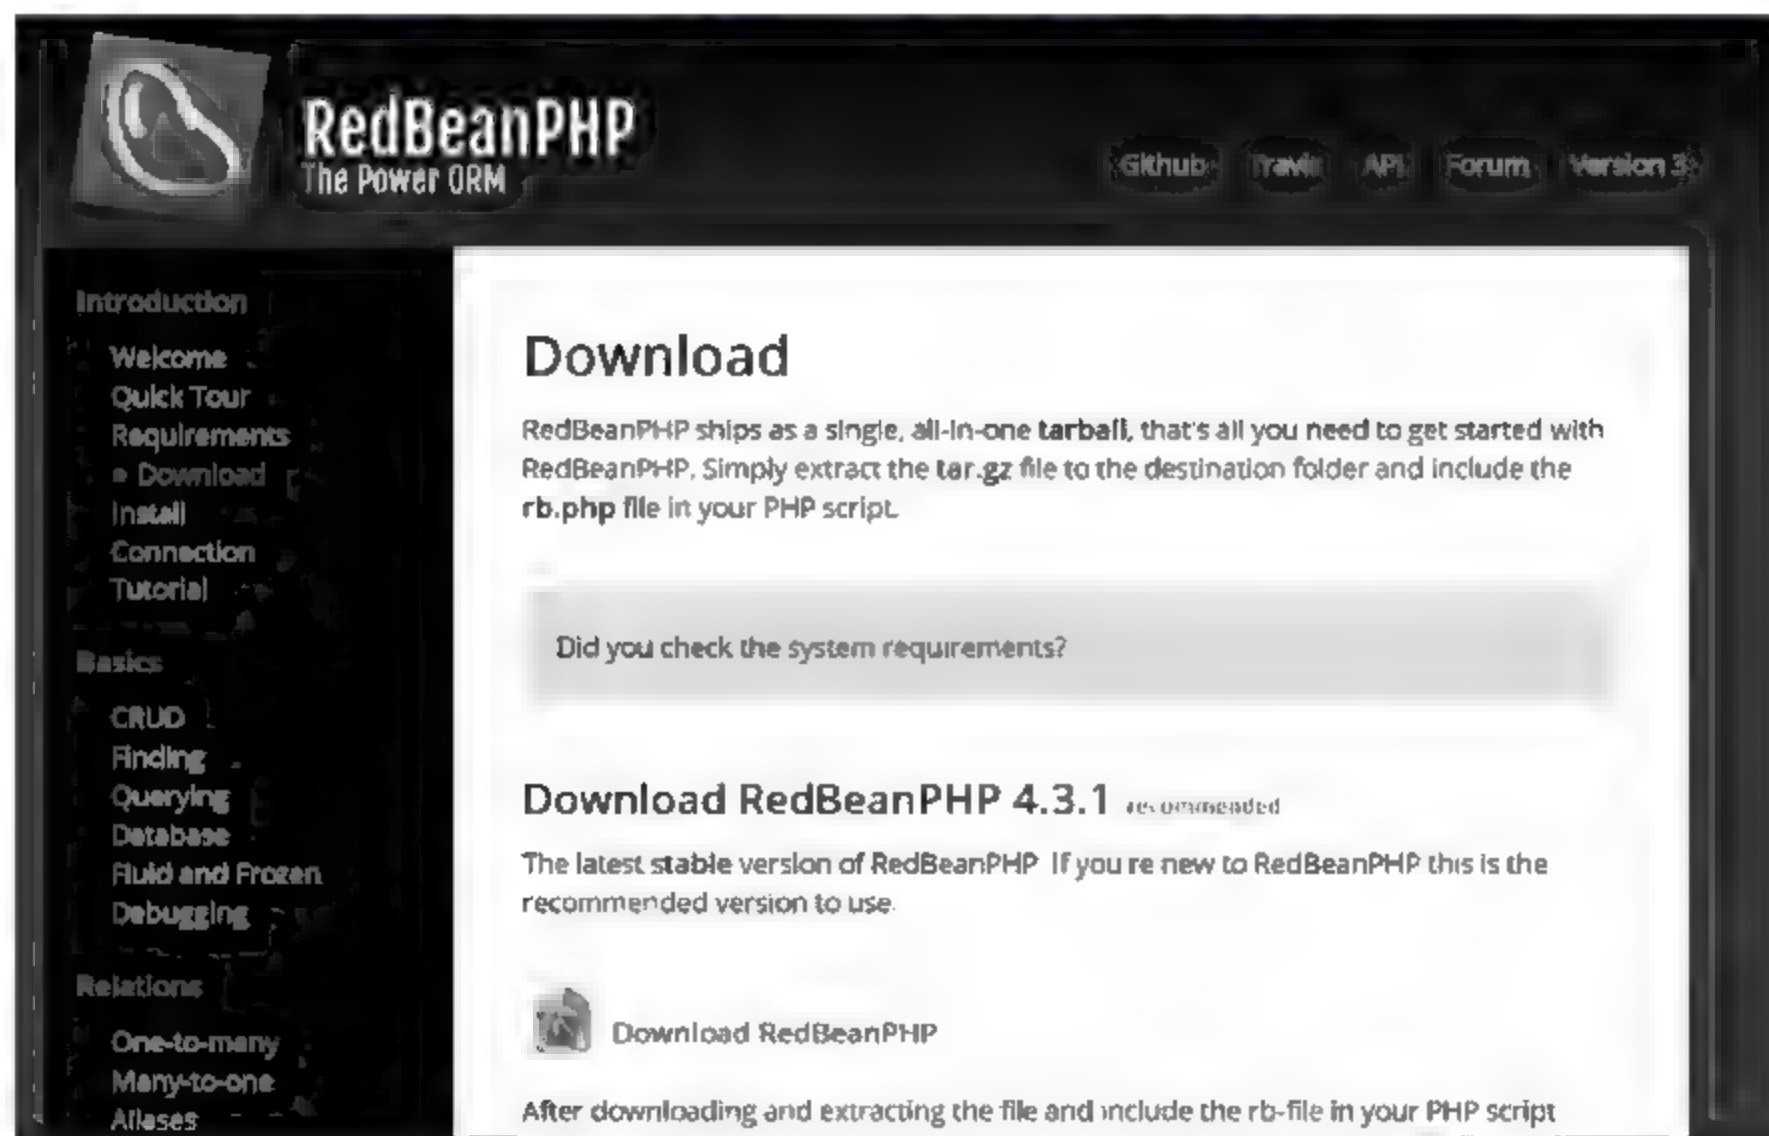 RedBeanPHP
The Power ORM
Github Travis API Forum Version 3
Introduction
Welcome
Quick Tour
Requirements
» Download
Install
Connection
Tutorial
Basics
CRUD
Finding
Querying
Database
Fluid and Frozen
Debugging
Relations
One-to-many
Many-to-one
Aliases
Download
RedBeanPHP ships as a single, all-in-one tarball, that's all you need to get started with
RedBeanPHP. Simply extract the tar.gz file to the destination folder and include the
rb.php file in your PHP script.
Did you check the system requirements?
Download RedBeanPHP 4.3.1 recommended
The latest stable version of RedBeanPHP. If you're new to RedBeanPHP this is the
recommended version to use.
Download RedBeanPHP
After downloading and extracting the file and include the rb-file in your PHP script